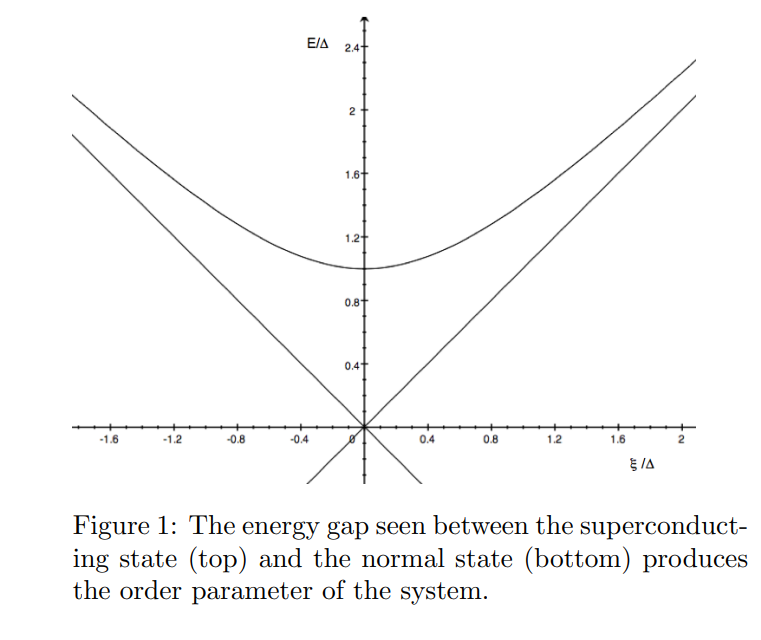 E/Δ
2.4
2
1.6
1.2
0.8
0.4
-1.6 -1.2 -0.8 -0.4 0 0.4 0.8 1.2 1.6 2
ξ /Δ
Figure 1: The energy gap seen between the superconduct-
ing state (top) and the normal state (bottom) produces
the order parameter of the system.